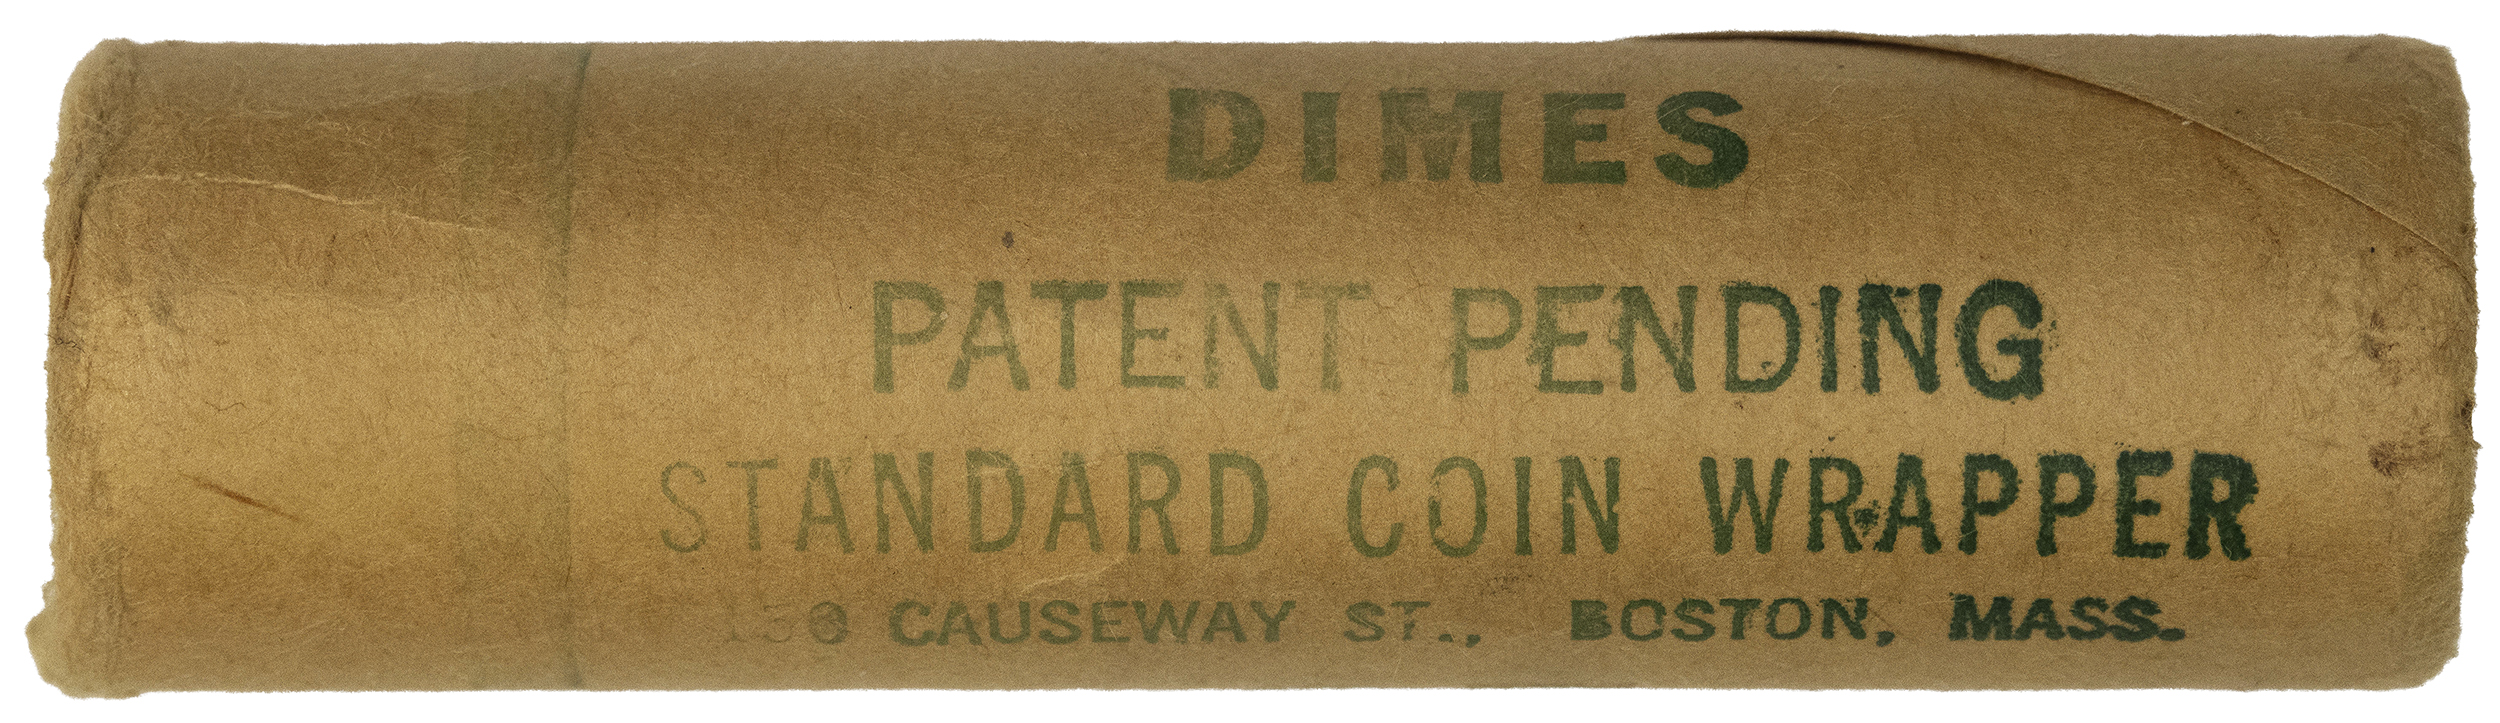 DIMES
PATENT PENDING
STANDARD COIN WRAPPER
CAUSEWAY ST., BOSTON, MASS.